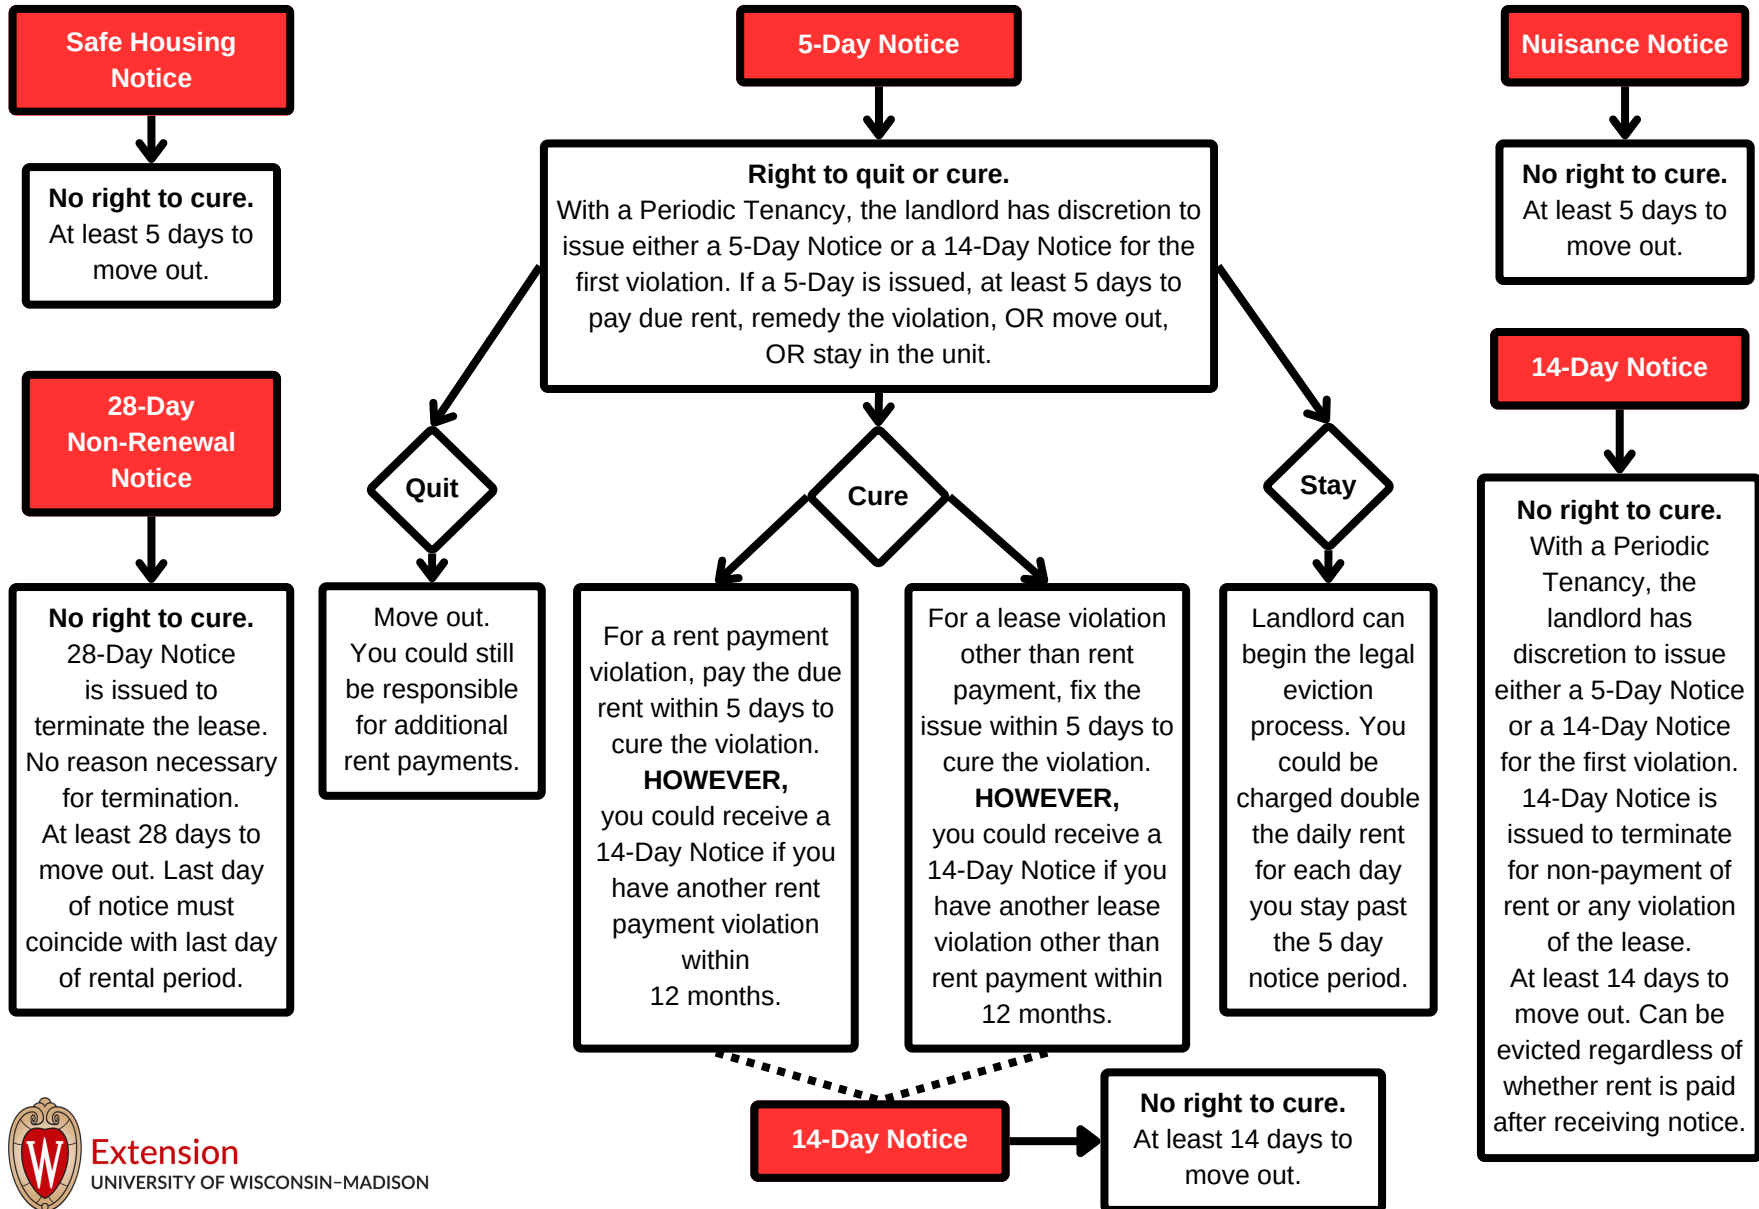 Safe Housing
Notice
No right to cure.
At least 5 days to
move out.
28-Day
Non-Renewal
Notice
No right to cure.
28-Day Notice
is issued to
terminate the lease.
No reason necessary
for termination.
At least 28 days to
move out. Last day
of notice must
coincide with last day
of rental period.
5-Day Notice
Right to quit or cure.
With a Periodic Tenancy, the landlord has discretion to
issue either a 5-Day Notice or a 14-Day Notice for the
first violation. If a 5-Day is issued, at least 5 days to
pay due rent, remedy the violation, OR move out,
OR stay in the unit.
Quit
Move out.
You could still
be responsible
for additional
rent payments.
Cure
For a rent payment
violation, pay the due
rent within 5 days to
cure the violation.
HOWEVER,
you could receive a
14-Day Notice if you
have another rent
payment violation
within
12 months.
For a lease violation
other than rent
payment, fix the
issue within 5 days to
cure the violation.
HOWEVER,
you could receive a
14-Day Notice if you
have another lease
violation other than
rent payment within
12 months.
Stay
Landlord can
begin the legal
eviction
process. You
could be
charged double
the daily rent
for each day
you stay past
the 5 day
notice period.
14-Day Notice
No right to cure.
At least 14 days to
move out.
Nuisance Notice
No right to cure.
At least 5 days to
move out.
14-Day Notice
No right to cure.
With a Periodic
Tenancy, the
landlord has
discretion to issue
either a 5-Day Notice
or a 14-Day Notice
for the first violation.
14-Day Notice is
issued to terminate
for non-payment of
rent or any violation
of the lease.
At least 14 days to
move out. Can be
evicted regardless of
whether rent is paid
after receiving notice.
W
Extension
UNIVERSITY OF WISCONSIN–MADISON